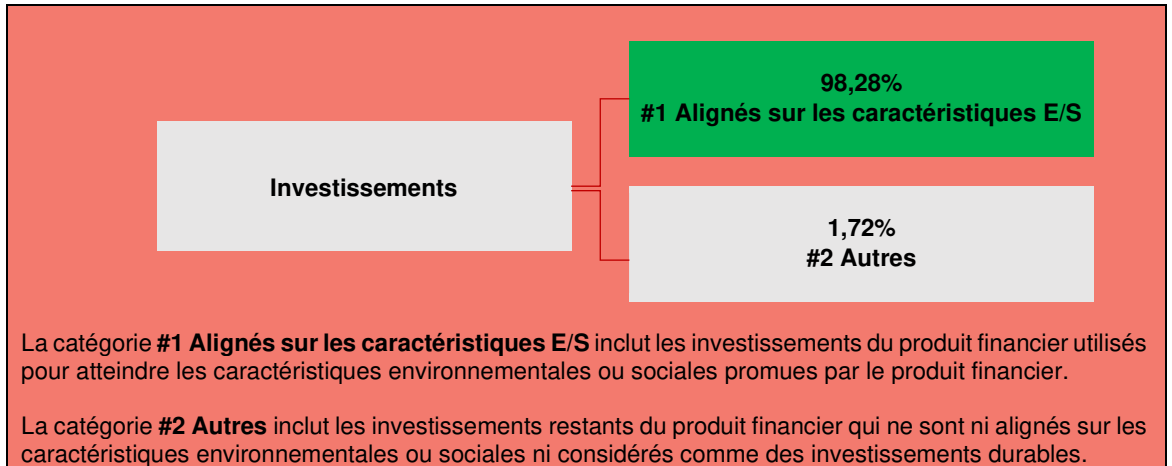 98,28%
#1 Alignés sur les caractéristiques E/S
Investissements
1,72%
#2 Autres
La catégorie #1 Alignés sur les caractéristiques E/S inclut les investissements du produit financier utilisés
pour atteindre les caractéristiques environnementales ou sociales promues par le produit financier.
La catégorie #2 Autres inclut les investissements restants du produit financier qui ne sont ni alignés sur les
caractéristiques environnementales ou sociales ni considérés comme des investissements durables.